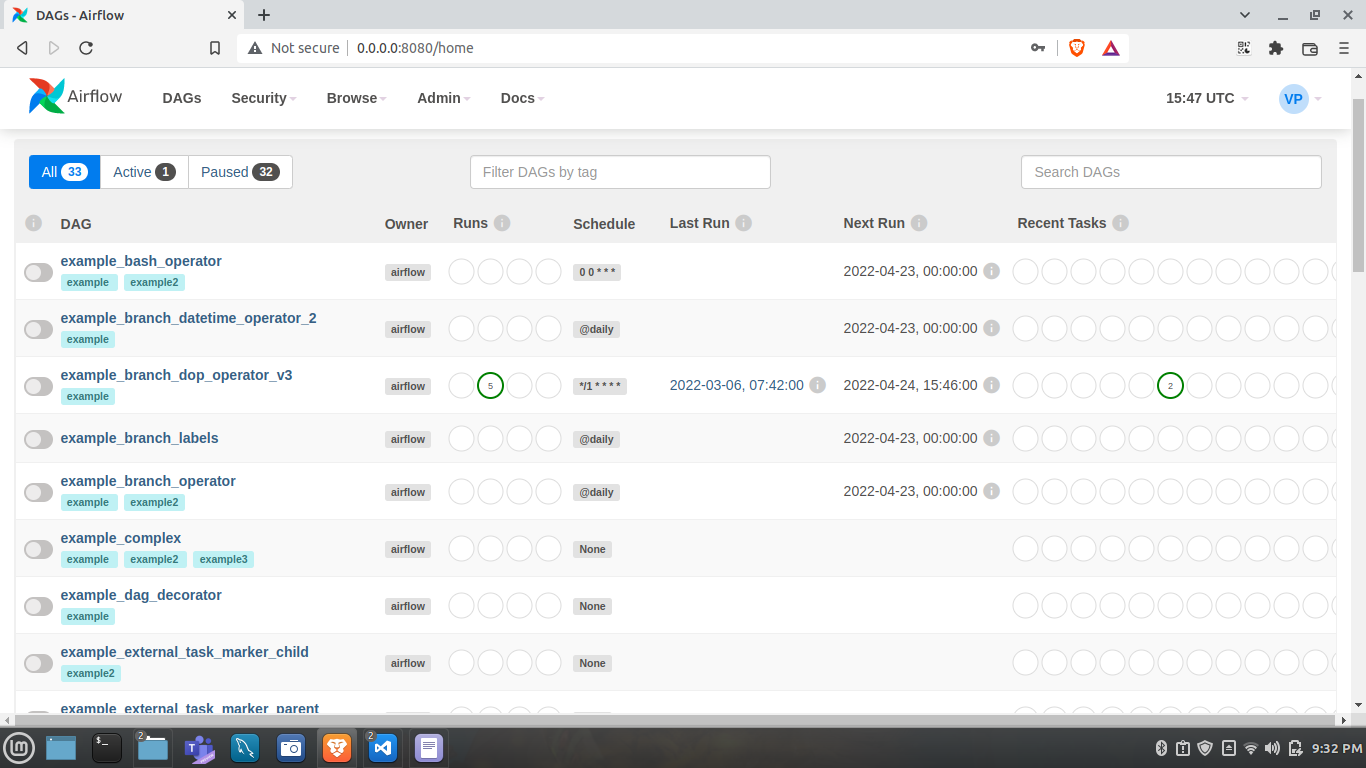 DAGs - Airflow
Not secure 0.0.0.0:8080/home
Airflow DAGs Security Browse Admin Docs 15:47 UTC VP
All 33 Active 1 Paused 32 Filter DAGs by tag Search DAGs
DAG Owner Runs Schedule Last Run Next Run Recent Tasks
example_bash_operator
example example2 airflow 0 0 * * * 2022-04-23, 00:00:00
example_branch_datetime_operator_2
example airflow @daily 2022-04-23, 00:00:00
example_branch_dop_operator_v3
example airflow 5 */1 * * * * 2022-03-06, 07:42:00 2022-04-24, 15:46:00 2
example_branch_labels airflow @daily 2022-04-23, 00:00:00
example_branch_operator
example example2 airflow @daily 2022-04-23, 00:00:00
example_complex
example example2 example3 airflow None
example_dag_decorator
example airflow None
example_external_task_marker_child
example2 airflow None
example_external_task_marker_parent
2 2 9:32 PM